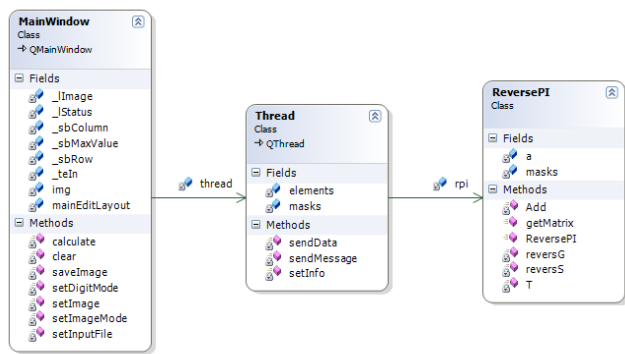 MainWindow
Class
QMainWindow
Fields
_lImage
_lStatus
_sbColumn
_sbMaxValue
_sbRow
_teIn
img
mainEditLayout
Methods
calculate
clear
saveImage
setDigitMode
setImage
setImageMode
setInputFile
thread
Thread
Class
QThread
Fields
elements
masks
Methods
sendData
sendMessage
setInfo
rpi
ReversePI
Class
Fields
a
masks
Methods
Add
getMatrix
ReversePI
reversG
reversS
T